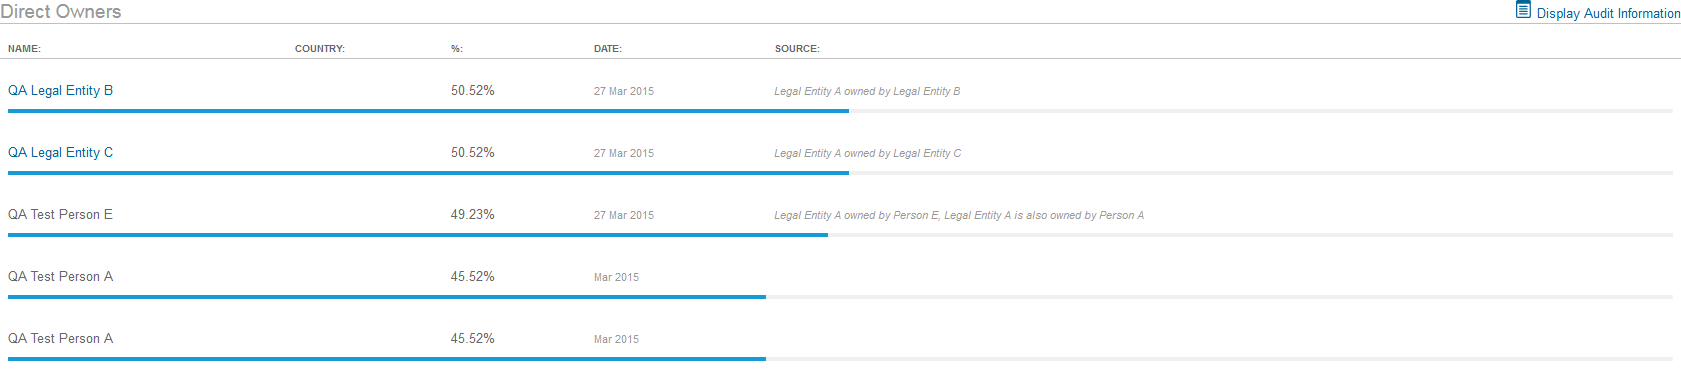 Direct Owners
Display Audit Information
NAME: COUNTRY: %: DATE: SOURCE:
QA Legal Entity B 50.52% 27 Mar 2015 Legal Entity A owned by Legal Entity B
QA Legal Entity C 50.52% 27 Mar 2015 Legal Entity A owned by Legal Entity C
QA Test Person E 49.23% 27 Mar 2015 Legal Entity A owned by Person E, Legal Entity A is also owned by Person A
QA Test Person A 45.52% Mar 2015
QA Test Person A 45.52% Mar 2015